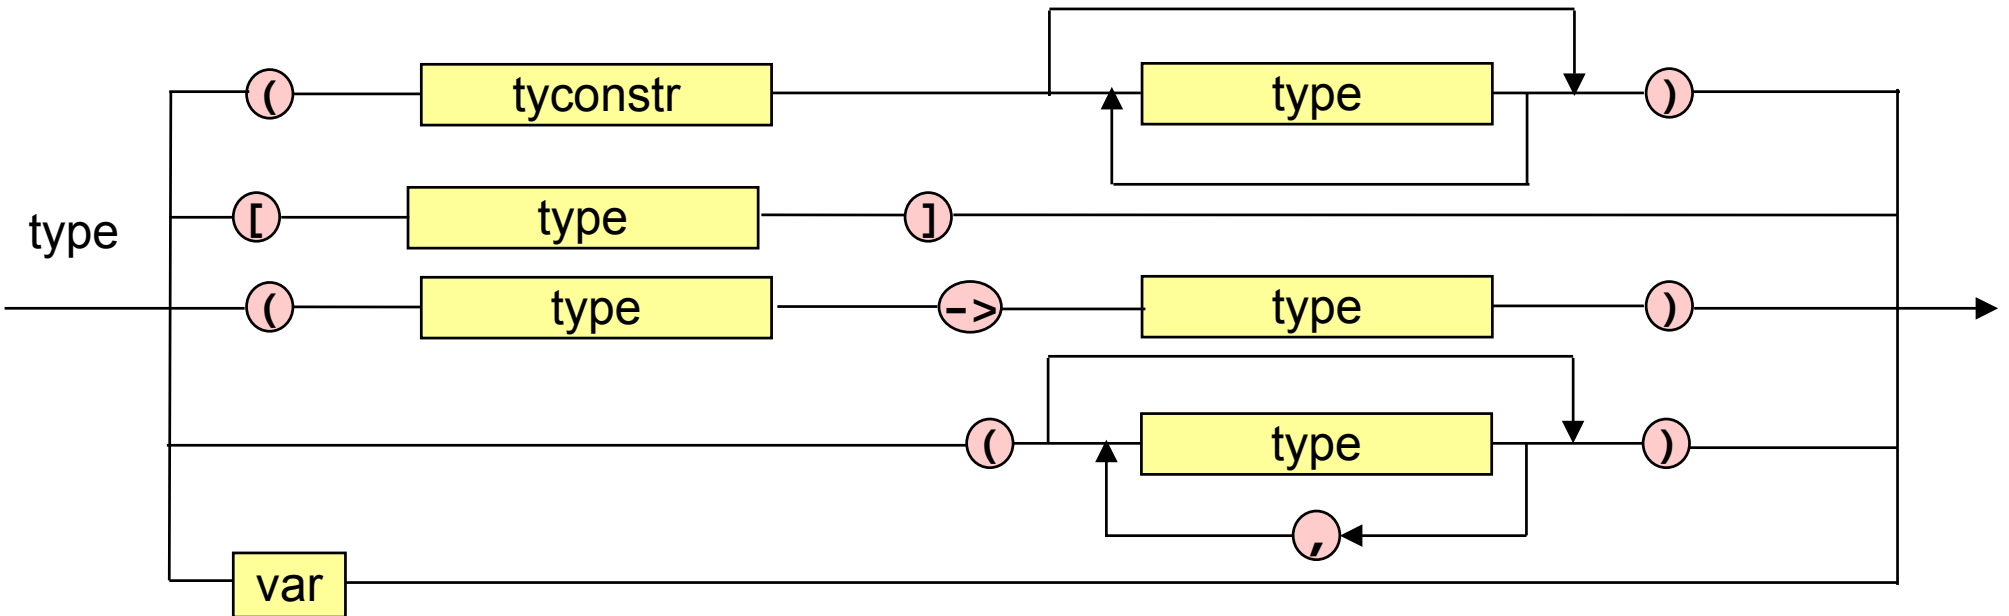 ( tyconstr type )
[ type ]
type
( type -> type )
( type )
,
var